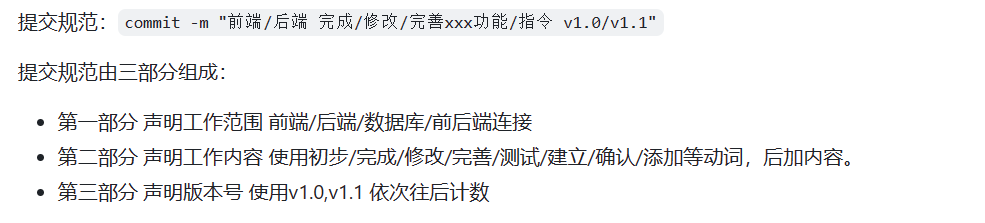 提交规范：commit -m "前端/后端 完成/修改/完善xxx功能/指令 v1.0/v1.1"
提交规范由三部分组成：
• 第一部分 声明工作范围 前端/后端/数据库/前后端连接
• 第二部分 声明工作内容 使用初步/完成/修改/完善/测试/建立/确认/添加等动词，后加内容。
• 第三部分 声明版本号 使用v1.0,v1.1 依次往后计数